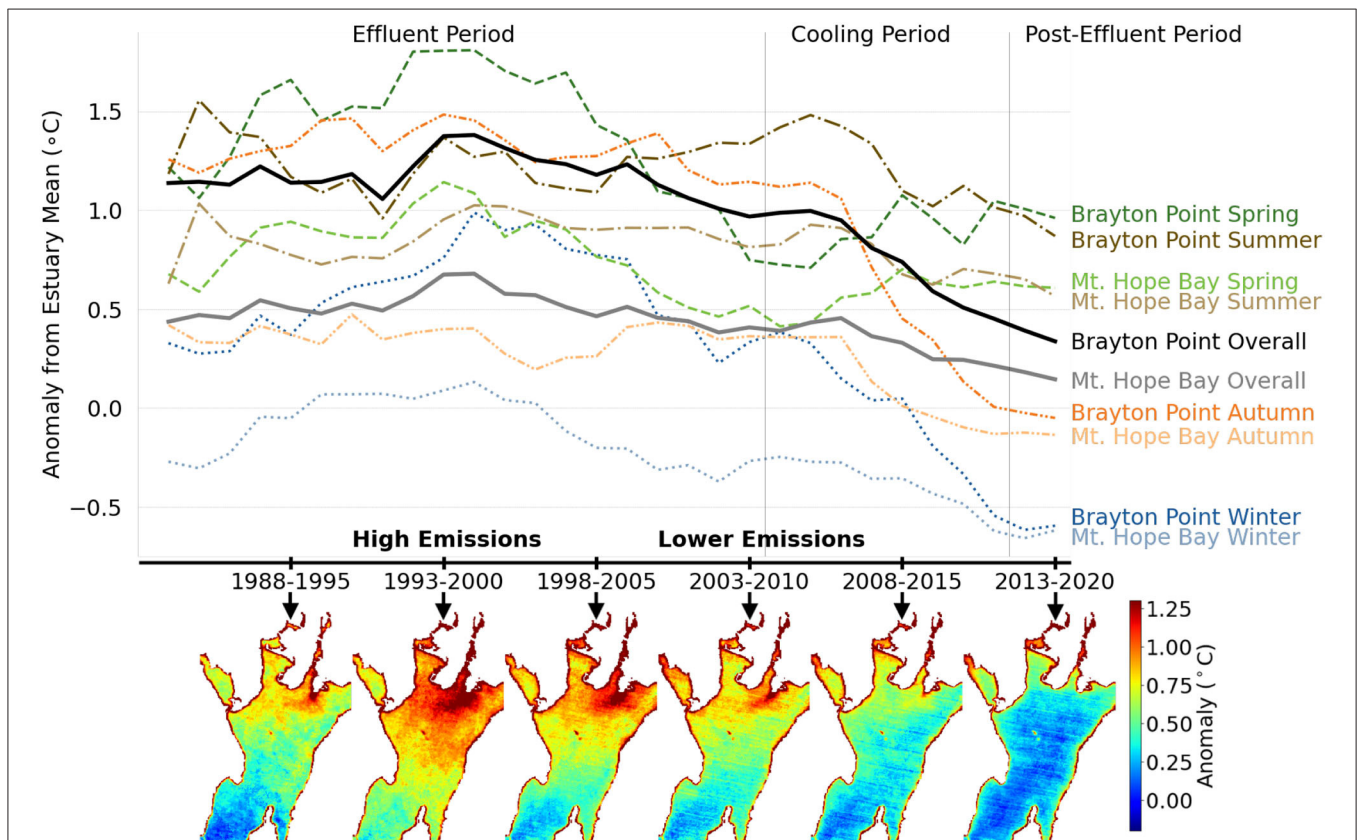 Effluent Period
Cooling Period
Post-Effluent Period
Anomaly from Estuary Mean (∘C)
1.5
1.0
0.5
0.0
−0.5
Brayton Point Spring
Brayton Point Summer
Mt. Hope Bay Spring
Mt. Hope Bay Summer
Brayton Point Overall
Mt. Hope Bay Overall
Brayton Point Autumn
Mt. Hope Bay Autumn
Brayton Point Winter
Mt. Hope Bay Winter
High Emissions
Lower Emissions
1988-1995
1993-2000
1998-2005
2003-2010
2008-2015
2013-2020
1.25
1.00
0.75
0.50
0.25
0.00
Anomaly (°C)